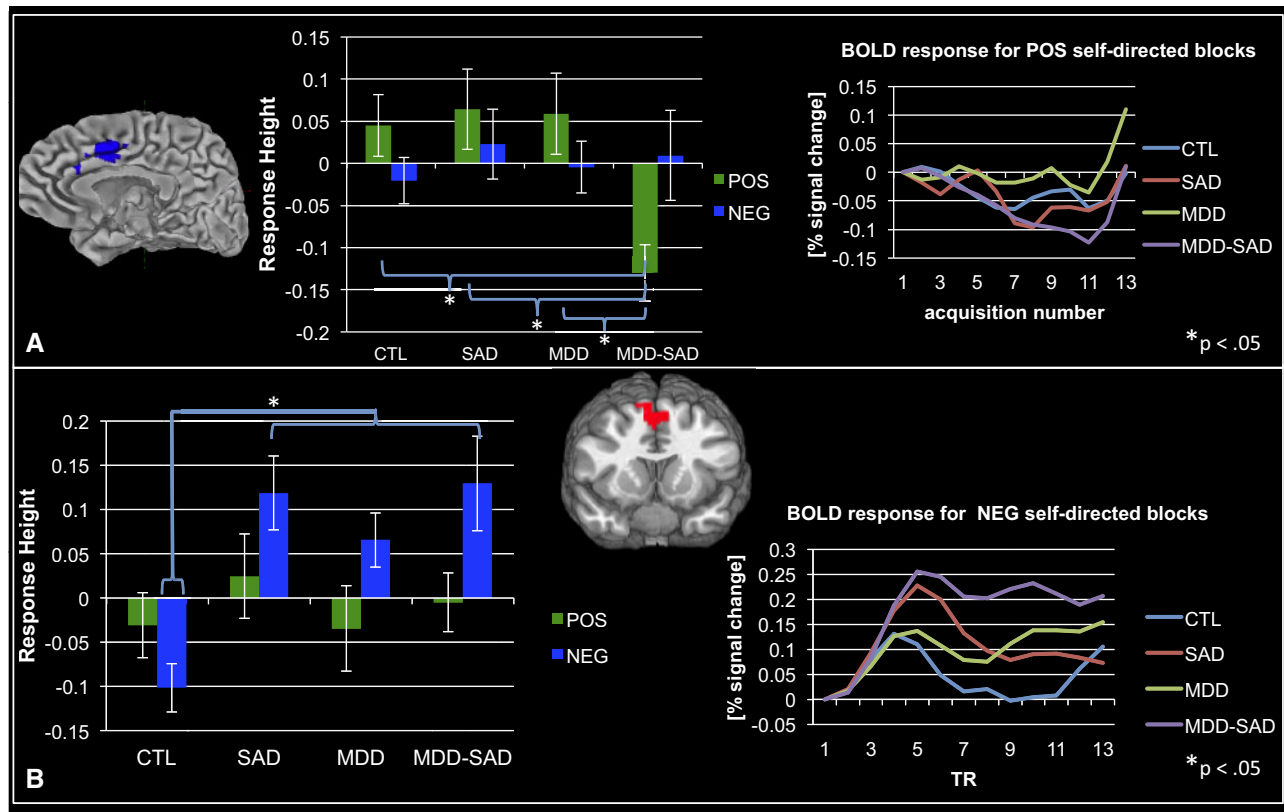 0.15
0.1
0.05
0
-0.05
-0.1
-0.15
-0.2
Response Height
POS
NEG
*
*
*
CTL SAD MDD MDD-SAD
A
BOLD response for POS self-directed blocks
[% signal change]
0.15
0.1
0.05
0
-0.05
-0.1
-0.15
1 3 5 7 9 11 13
acquisition number
CTL
SAD
MDD
MDD-SAD
*p < .05
0.2
0.15
0.1
0.05
0
-0.05
-0.1
-0.15
Response Height
*
POS
NEG
CTL SAD MDD MDD-SAD
B
BOLD response for NEG self-directed blocks
[% signal change]
0.3
0.25
0.2
0.15
0.1
0.05
0
-0.05
1 3 5 7 9 11 13
TR
CTL
SAD
MDD
MDD-SAD
*p < .05